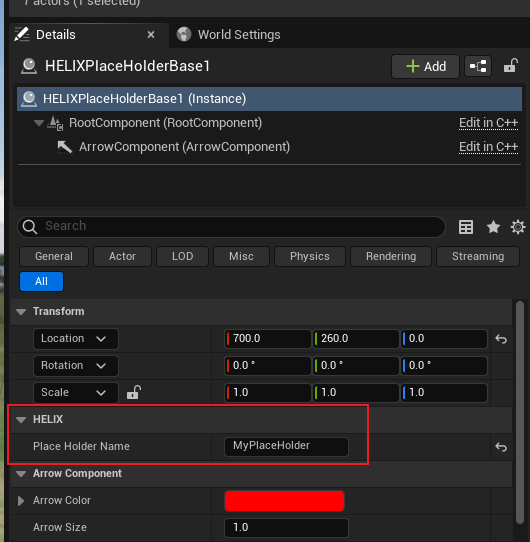 7 actors (1 selected)
Details
World Settings
HELIXPlaceHolderBase1
Add
HELIXPlaceHolderBase1 (Instance)
RootComponent (RootComponent) Edit in C++
ArrowComponent (ArrowComponent) Edit in C++
Search
General Actor LOD Misc Physics Rendering Streaming
All
Transform
Location 700.0 260.0 0.0
Rotation 0.0 ° 0.0 ° 0.0 °
Scale 1.0 1.0 1.0
HELIX
Place Holder Name MyPlaceHolder
Arrow Component
Arrow Color
Arrow Size 1.0